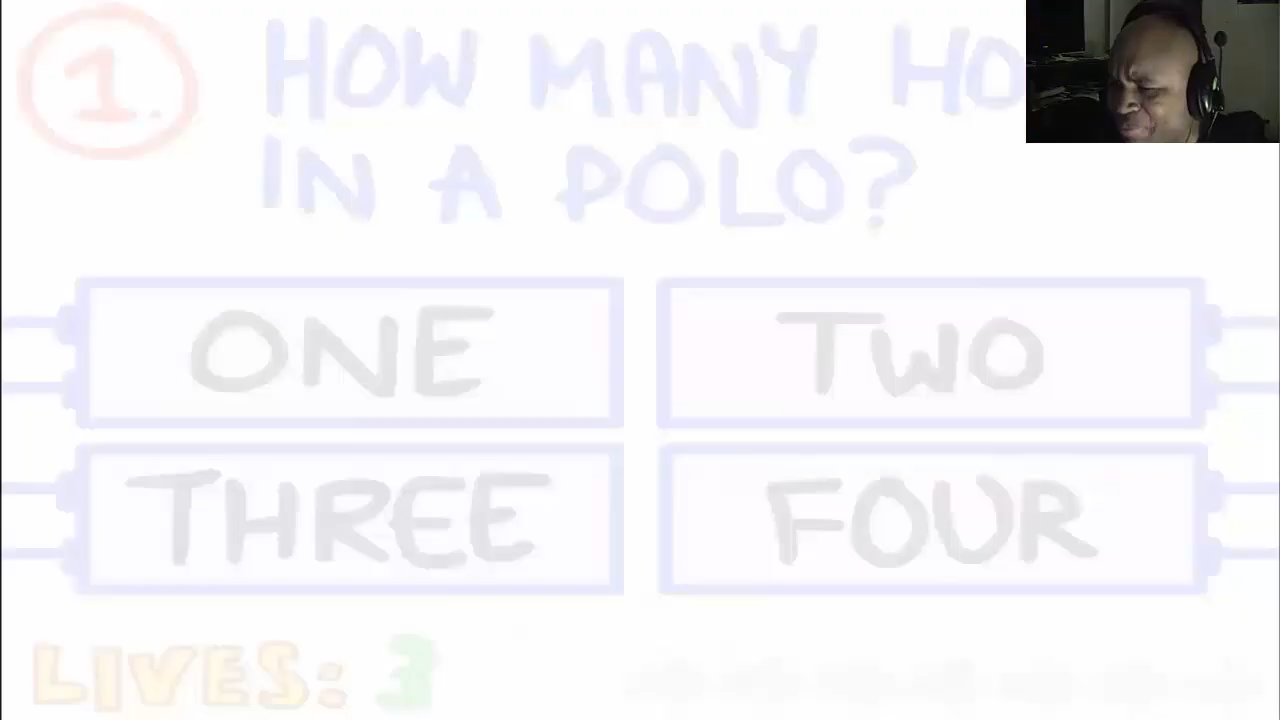 1. HOW MANY HO
IN A POLO?
ONE
TWO
THREE
FOUR
LIVES: 3